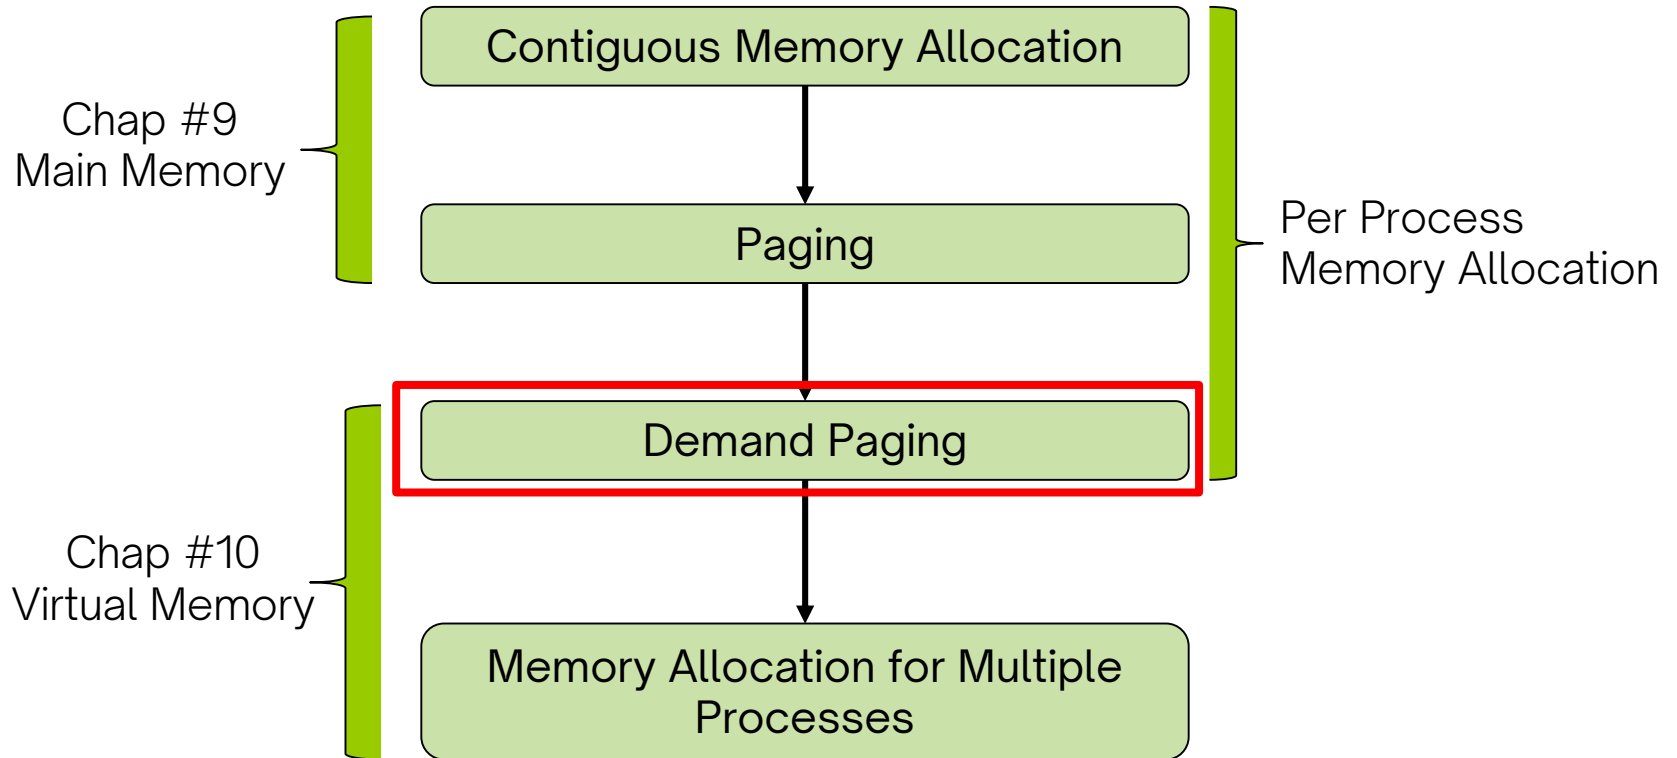 Contiguous Memory Allocation
Chap #9
Main Memory
Paging
Per Process
Memory Allocation
Demand Paging
Chap #10
Virtual Memory
Memory Allocation for Multiple
Processes